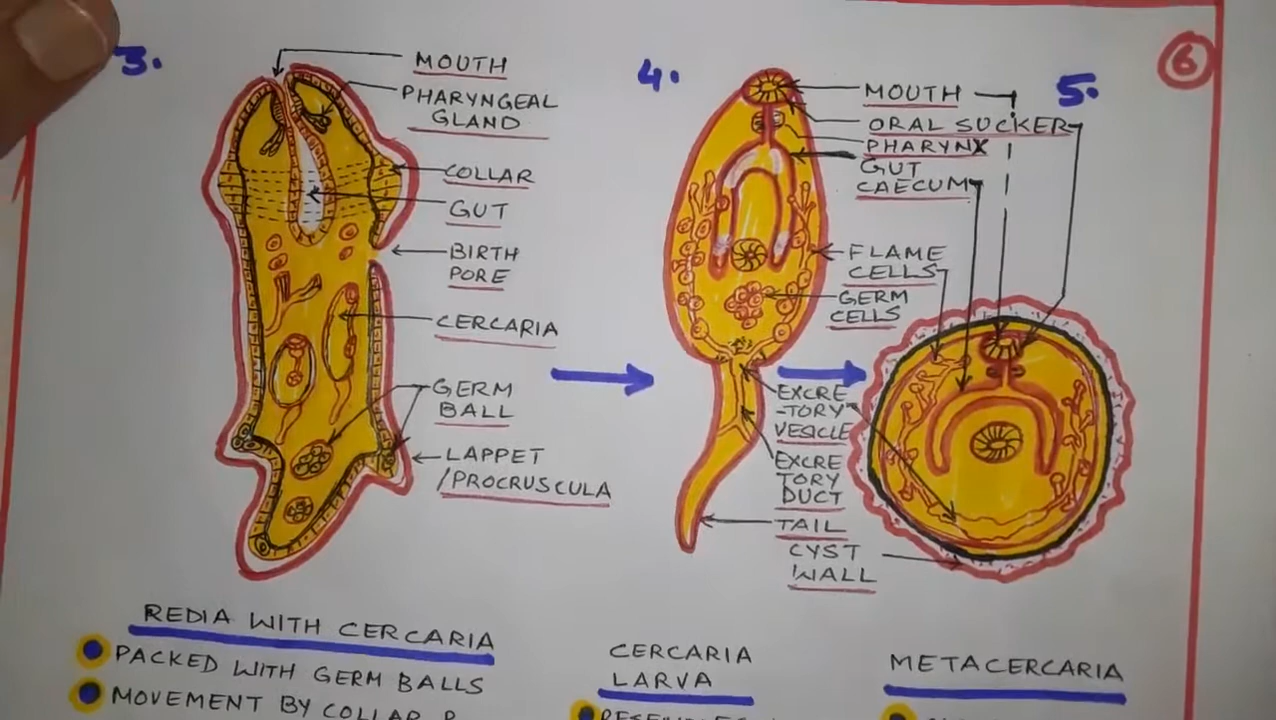 6
3.
MOUTH
PHARYNGEAL
GLAND
COLLAR
GUT
BIRTH
PORE
CERCARIA
GERM
BALL
LAPPET
/PROCRUSCULA
4.
MOUTH
ORAL SUCKER
PHARYNX
GUT
CAECUM
FLAME
CELLS
GERM
CELLS
EXCRE
-TORY
VESICLE
EXCRE
TORY
DUCT
TAIL
CYST
WALL
5.
REDIA WITH CERCARIA
PACKED WITH GERM BALLS
MOVEMENT BY COLLAR
CERCARIA
LARVA
METACERCARIA